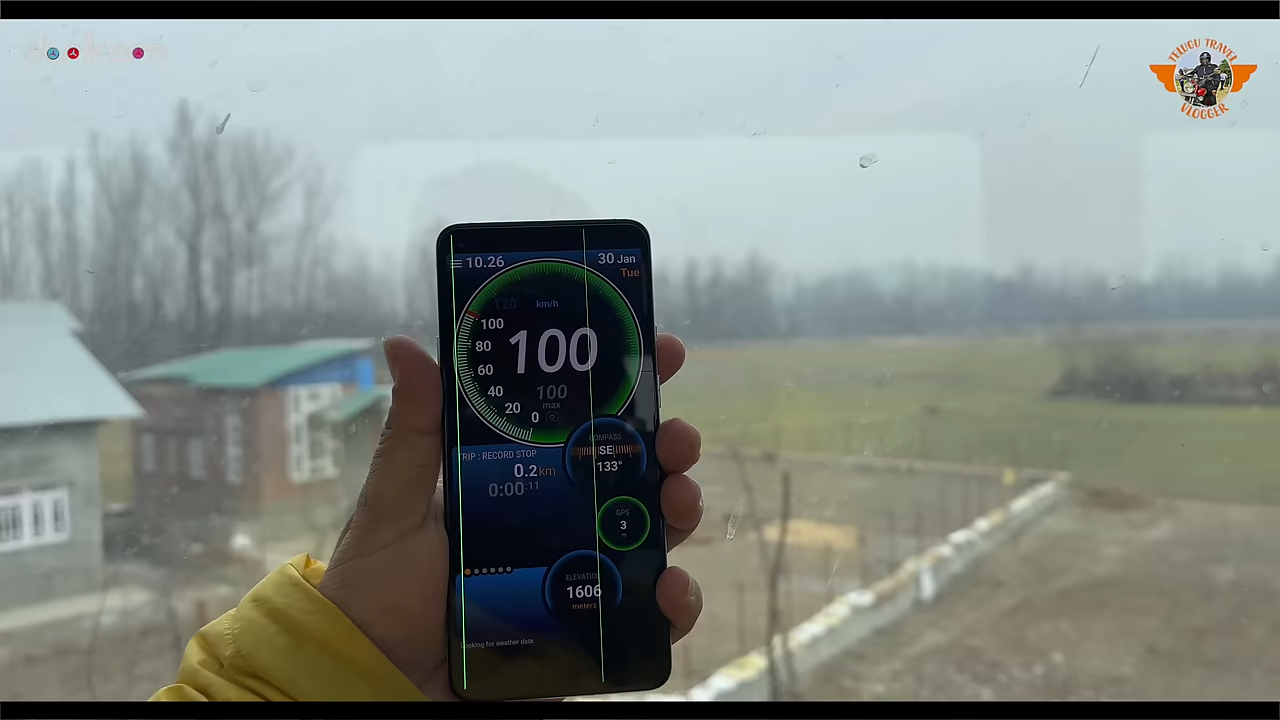 TELUGU TRAVEL
VLOGGER
10.26
30 Jan
Tue
120
km/h
100
80
60
40
20
0
100
100
max
COMPASS
SE
133°
TRIP : RECORD STOP
0.2 km
0:00:11
GPS
3
m
ELEVATION
1606
meters
Looking for weather data